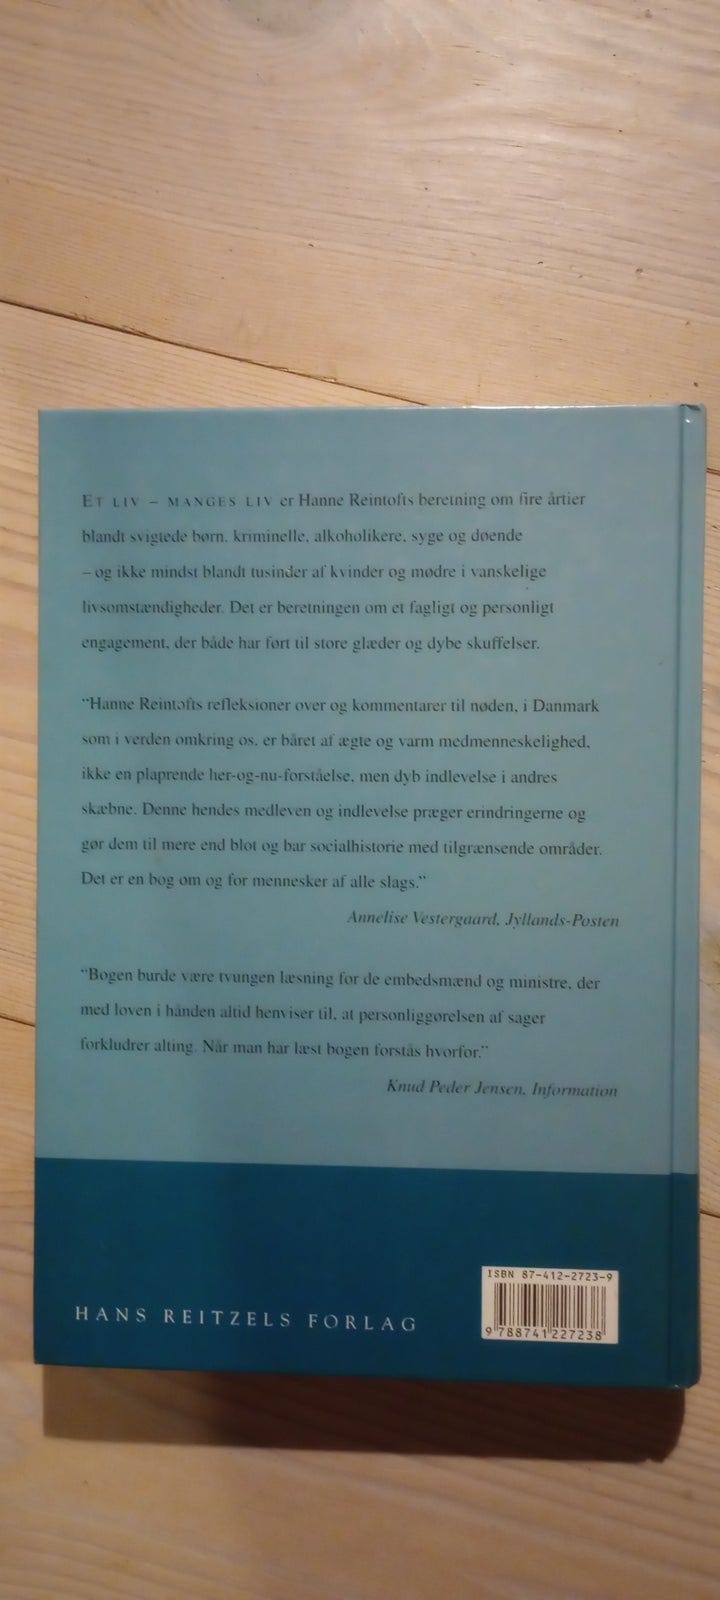 ET LIV – MANGES LIV er Hanne Reintofts beretning om fire årtier
blandt svigtede børn, kriminelle, alkoholikere, syge og døende
– og ikke mindst blandt tusinder af kvinder og mødre i vanskelige
livsomstændigheder. Det er beretningen om et fagligt og personligt
engagement, der både har ført til store glæder og dybe skuffelser.
"Hanne Reintofts refleksioner over og kommentarer til nøden, i Danmark
som i verden omkring os, er båret af ægte og varm medmenneskelighed,
ikke en plaprende her-og-nu-forståelse, men dyb indlevelse i andres
skæbne. Denne hendes medleven og indlevelse præger erindringerne og
gør dem til mere end blot og bar socialhistorie med tilgrænsende områder.
Det er en bog om og for mennesker af alle slags."
Annelise Vestergaard, Jyllands-Posten
"Bogen burde være tvungen læsning for de embedsmænd og ministre, der
med loven i hånden altid henviser til, at personliggørelsen af sager
forkludrer alting. Når man har læst bogen forstås hvorfor."
Knud Peder Jensen, Information
ISBN 87-412-2723-9
HANS REITZELS FORLAG
9 788741 227238